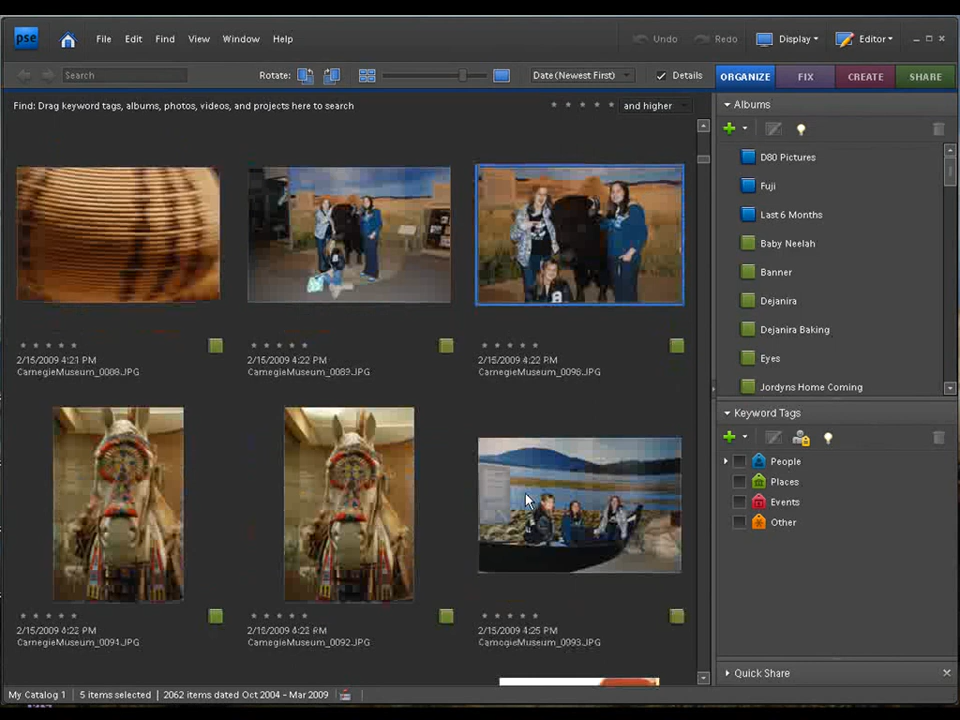 pse File Edit Find View Window Help Undo Redo Display Editor
Search Rotate: Date (Newest First) Details ORGANIZE FIX CREATE SHARE
Find: Drag keyword tags, albums, photos, videos, and projects here to search and higher
Albums
D80 Pictures
Fuji
Last 6 Months
Baby Neelah
Banner
Dejanira
Dejanira Baking
Eyes
Jordyns Home Coming
2/15/2009 4:21 PM 2/15/2009 4:22 PM 2/15/2009 4:22 PM
CarnegieMuseum_0088.JPG CarnegieMuseum_0089.JPG CarnegieMuseum_0090.JPG
Keyword Tags
People
Places
Events
Other
2/15/2009 4:22 PM 2/15/2009 4:22 PM 2/15/2009 4:25 PM
CarnegieMuseum_0091.JPG CarnegieMuseum_0092.JPG CarnegieMuseum_0093.JPG
Quick Share
My Catalog 1 5 items selected 2062 items dated Oct 2004 - Mar 2009